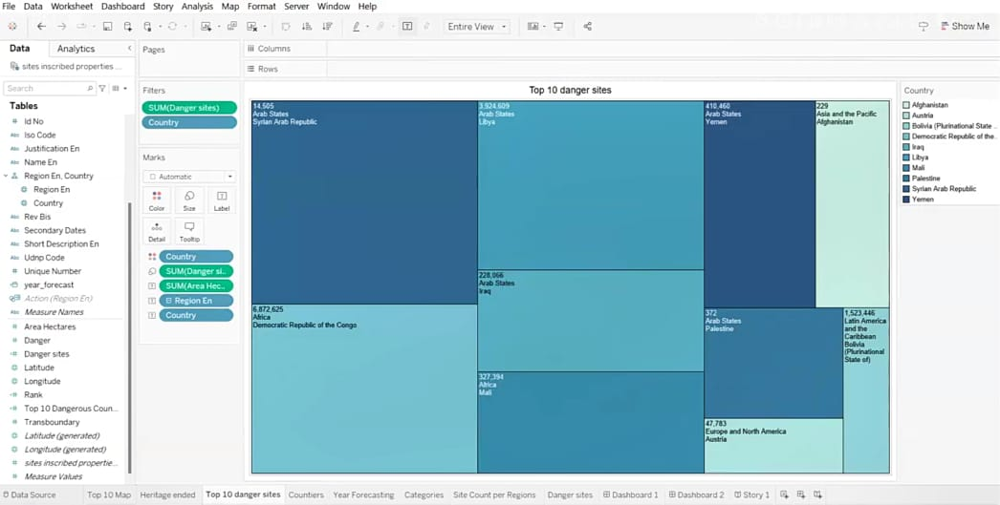 File Data Worksheet Dashboard Story Analysis Map Format Server Window Help
Entire View
Show Me
Data Analytics
sites inscribed properties ...
Search
Tables
Id No
Iso Code
Justification En
Name En
Region En, Country
Region En
Country
Rev Bis
Secondary Dates
Short Description En
Udnp Code
Unique Number
year_forecast
Action (Region En)
Measure Names
Area Hectares
Danger
Danger sites
Latitude
Longitude
Rank
Top 10 Dangerous Coun...
Transboundary
Latitude (generated)
Longitude (generated)
sites inscribed propertie...
Measure Values
Pages
Filters
SUM(Danger sites)
Country
Marks
Automatic
Color Size Label
Detail Tooltip
Country
SUM(Danger si..
SUM(Area Hec..
Region En
Country
Columns
Rows
Top 10 danger sites
14,505
Arab States
Syrian Arab Republic
6,872,625
Africa
Democratic Republic of the Congo
3,924,609
Arab States
Libya
228,066
Arab States
Iraq
327,394
Africa
Mali
410,460
Arab States
Yemen
229
Asia and the Pacific
Afghanistan
372
Arab States
Palestine
1,523,446
Latin America
and the
Caribbean
Bolivia
(Plurinational
State of)
47,783
Europe and North America
Austria
Country
Afghanistan
Austria
Bolivia (Plurinational State ..
Democratic Republic of the..
Iraq
Libya
Mali
Palestine
Syrian Arab Republic
Yemen
Data Source Top 10 Map Heritage ended Top 10 danger sites Countiers Year Forecasting Categories Site Count per Regions Danger sites Dashboard 1 Dashboard 2 Story 1